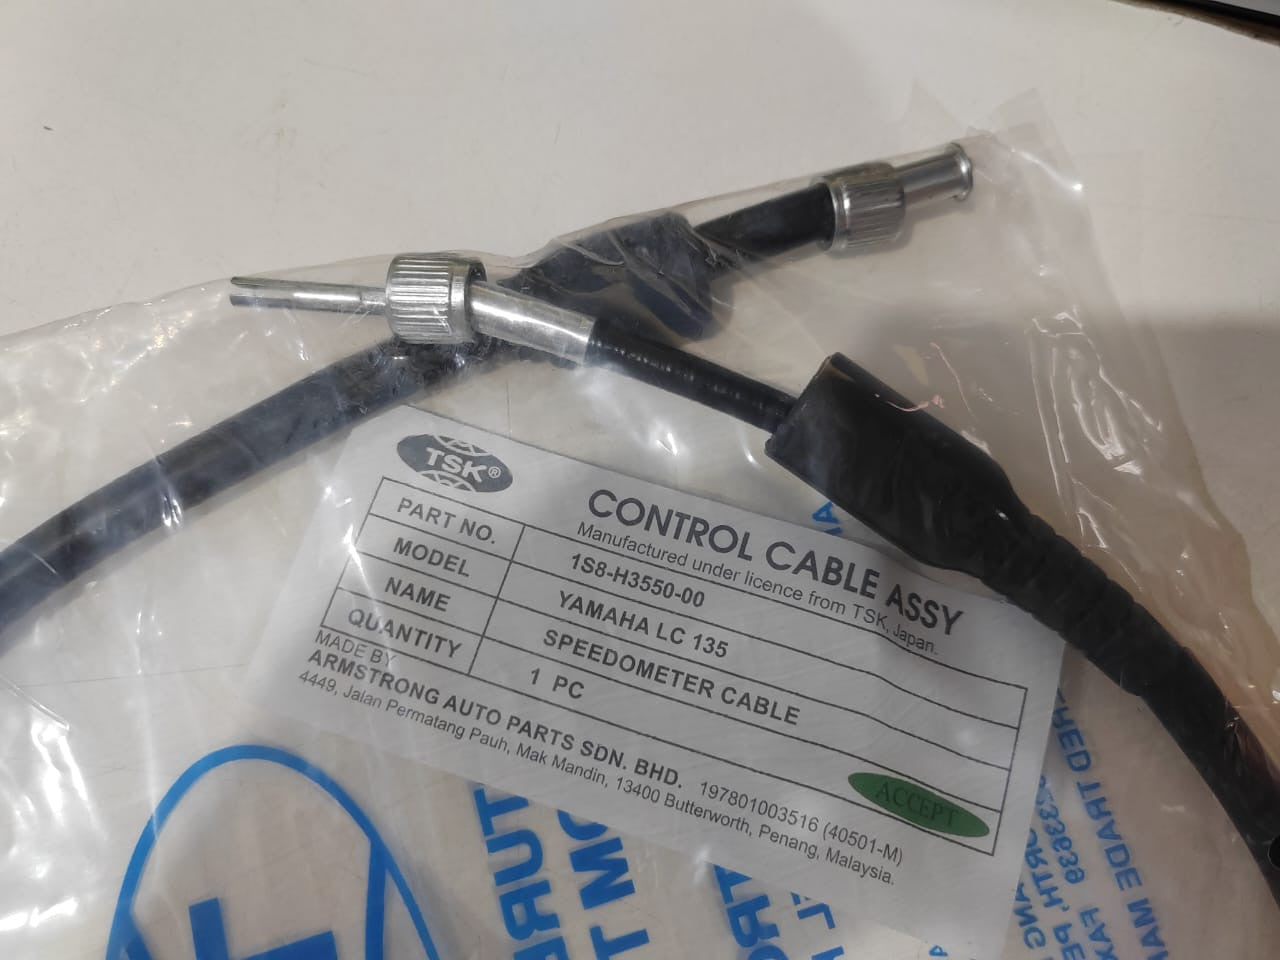 TSK®
CONTROL CABLE ASSY
Manufactured under licence from TSK, Japan.
PART NO. 1S8-H3550-00
MODEL YAMAHA LC 135
NAME SPEEDOMETER CABLE
QUANTITY 1 PC
MADE BY
ARMSTRONG AUTO PARTS SDN. BHD. 197801003516 (40501-M)
4449, Jalan Permatang Pauh, Mak Mandin, 13400 Butterworth, Penang, Malaysia.
ACCEPT